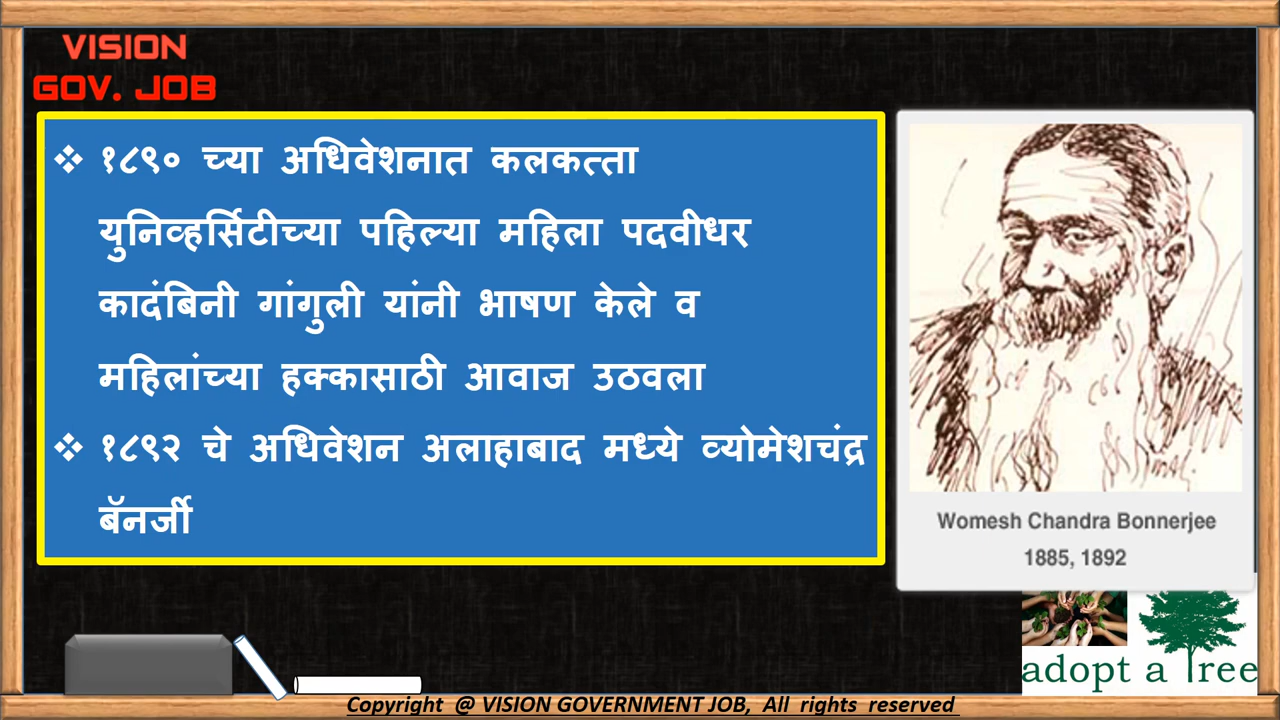 VISION
GOV. JOB
❖ १८९० च्या अधिवेशनात कलकत्ता
युनिव्हर्सिटीच्या पहिल्या महिला पदवीधर
कादंबिनी गांगुली यांनी भाषण केले व
महिलांच्या हक्कासाठी आवाज उठवला
❖ १८९२ चे अधिवेशन अलाहाबाद मध्ये व्योमेशचंद्र
बॅनर्जी
Womesh Chandra Bonnerjee
1885, 1892
adopt a Tree
Copyright @ VISION GOVERNMENT JOB, All rights reserved